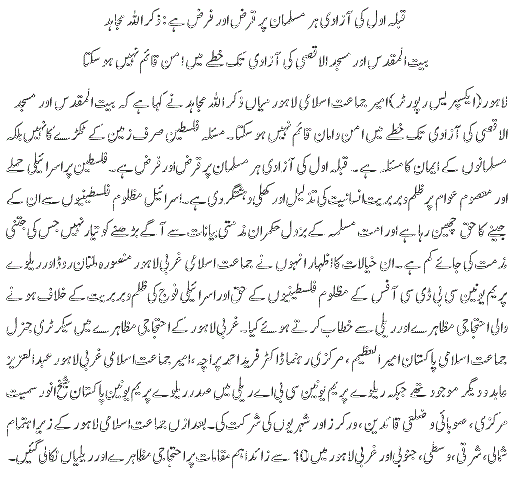 قبلہ اول کی آزادی ہر مسلمان پر قرض اور فرض ہے: ذکر اللہ مجاہد
بیت المقدس اور مسجد الاقصیٰ کی آزادی تک خطے میں امن قائم نہیں ہو سکتا
لاہور (ایکسپریس رپورٹر) امیر جماعت اسلامی لاہور میاں ذکر اللہ مجاہد نے کہا ہے کہ بیت المقدس اور مسجد
الاقصیٰ کی آزادی تک خطے میں امن وامان قائم نہیں ہو سکتا۔ مسئلہ فلسطین صرف زمین کے ٹکڑے کا نہیں بلکہ
مسلمانوں کے ایمان کا مسئلہ ہے۔ قبلہ اول کی آزادی ہر مسلمان پر قرض اور فرض ہے۔ فلسطین پر اسرائیلی حملے
اور معصوم عوام پر ظلم وبربریت انسانیت کی تذلیل اور کھلی دہشتگردی ہے۔ اسرائیل مظلوم فلسطینیوں سے ان کے
جینے کا حق چھین رہا ہے اور امت مسلمہ کے بزدل حکمران مذمتی بیانات سے آگے بڑھنے کو تیار نہیں جس کی جتنی
مذمت کی جائے کم ہے۔ ان خیالات کا اظہار انہوں نے جماعت اسلامی غربی لاہور منصورہ ملتان روڈ اور ریلوے
پریم یونین سی بی ڈی سی آفس کے مظلوم فلسطینیوں کے حق اور اسرائیلی فوج کی ظلم وبربریت کے خلاف ہونے
والی احتجاجی مظاہرے اور ریلی سے خطاب کرتے ہوئے کیا۔ غربی لاہور کے احتجاجی مظاہرے میں سیکرٹری جنرل
جماعت اسلامی پاکستان امیر العظیم، مرکزی رہنما ڈاکٹر فرید احمد پراچہ، امیر جماعت اسلامی غربی لاہور عبدالعزیز
عابد ودیگر موجود تھے جبکہ ریلوے پریم یونین سی بی اے ریلی میں صدر ریلوے پریم یونین پاکستان شیخ انور سمیت
مرکزی، صوبائی و ضلعی قائدین، ورکرز اور شہریوں کی شرکت کی۔ بعدازاں جماعت اسلامی لاہور کے زیر اہتمام
شمالی، شرقی، وسطی، جنوبی اور غربی لاہور میں 10 سے زائد اہم مقامات پر احتجاجی مظاہرے اور ریلیاں نکالی گئیں۔